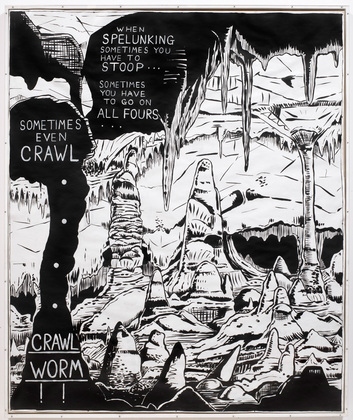 WHEN
SPELUNKING
SOMETIMES YOU
HAVE TO
STOOP...
SOMETIMES
YOU HAVE
TO GO ON
ALL FOURS
...
SOMETIMES
EVEN
CRAWL
CRAWL
WORM
!!